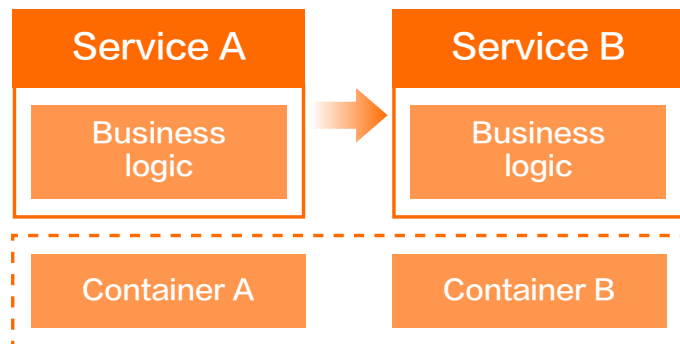 Service A
Service B
Business
logic
Business
logic
Container A
Container B